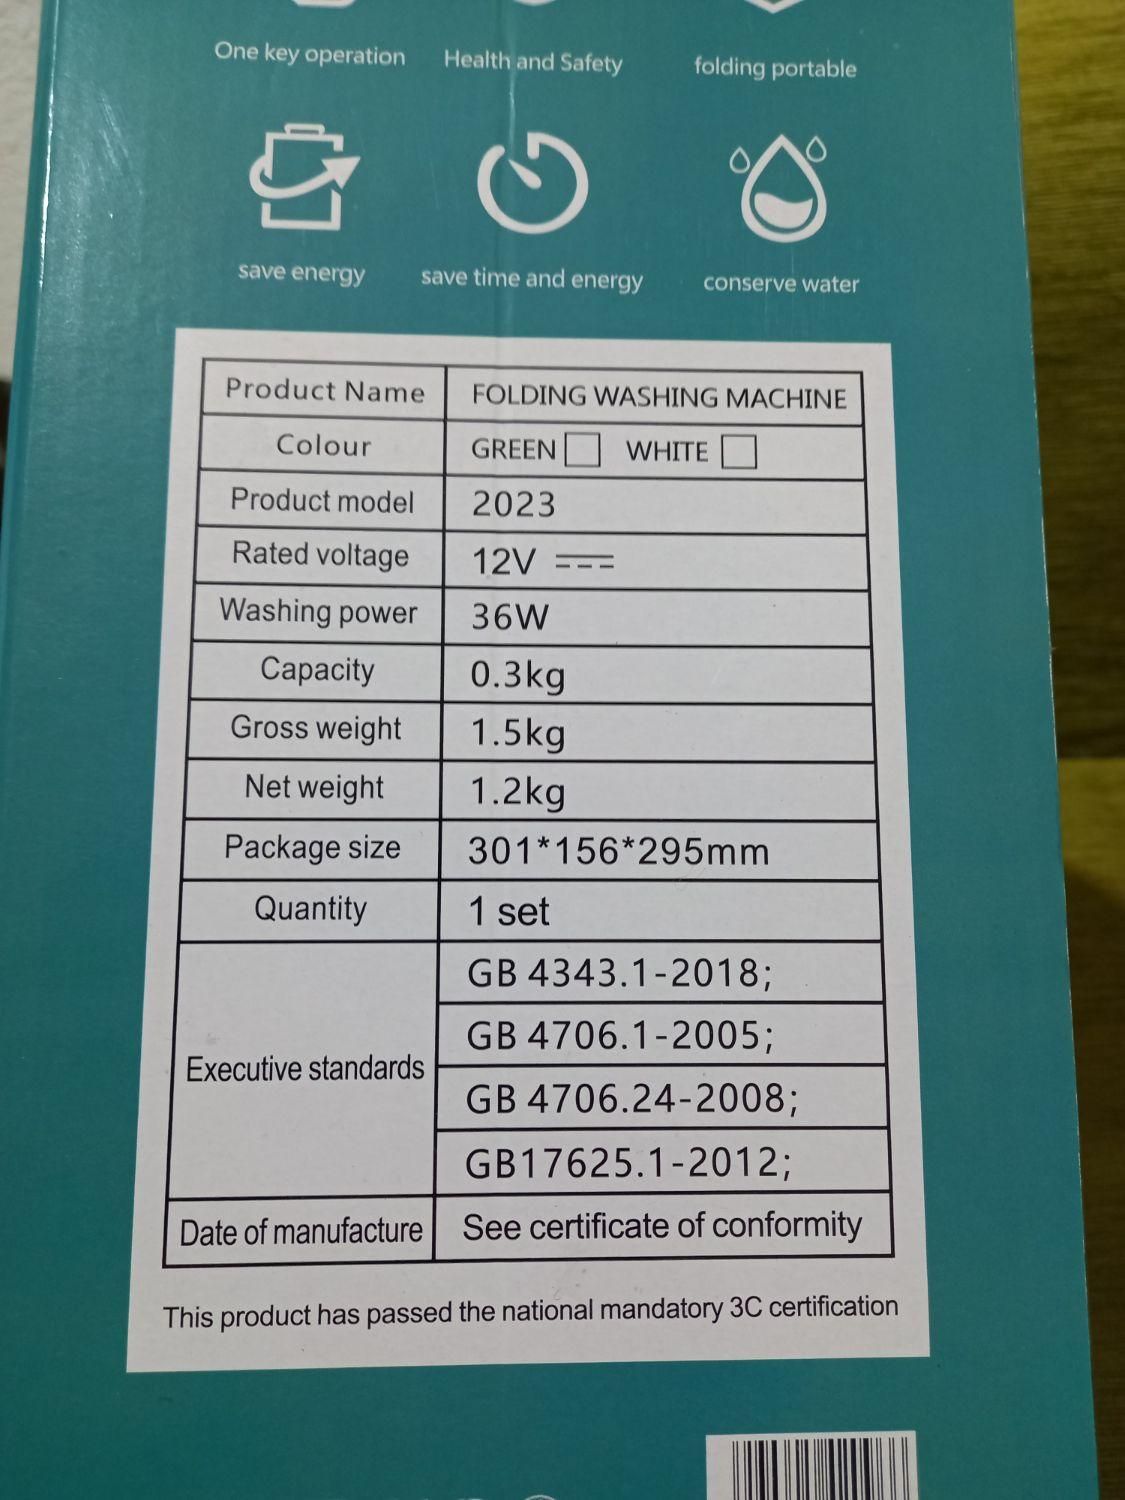 One key operation
Health and Safety
folding portable
save energy
save time and energy
conserve water
Product Name FOLDING WASHING MACHINE
Colour GREEN WHITE
Product model 2023
Rated voltage 12V
Washing power 36W
Capacity 0.3kg
Gross weight 1.5kg
Net weight 1.2kg
Package size 301*156*295mm
Quantity 1 set
Executive standards
GB 4343.1-2018;
GB 4706.1-2005;
GB 4706.24-2008;
GB17625.1-2012;
Date of manufacture See certificate of conformity
This product has passed the national mandatory 3C certification